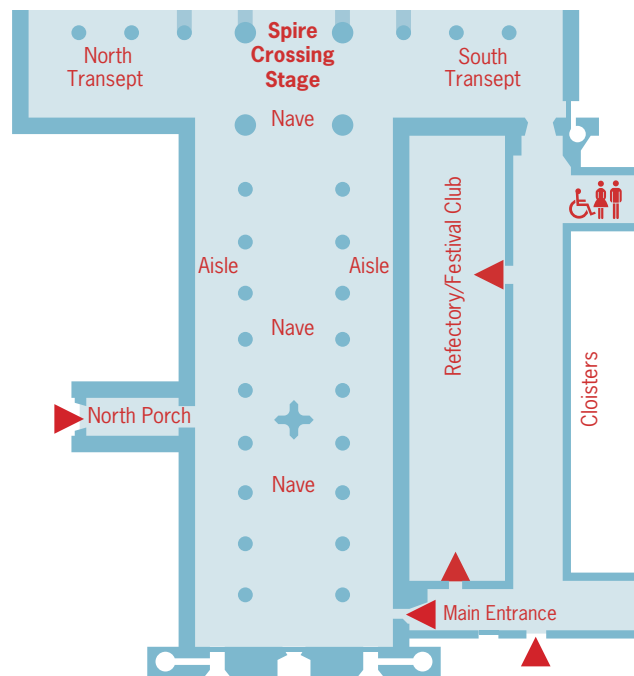 Spire
Crossing
Stage
North
Transept
South
Transept
Nave
Aisle
Aisle
Refectory/Festival Club
Nave
Cloisters
North Porch
Nave
Main Entrance